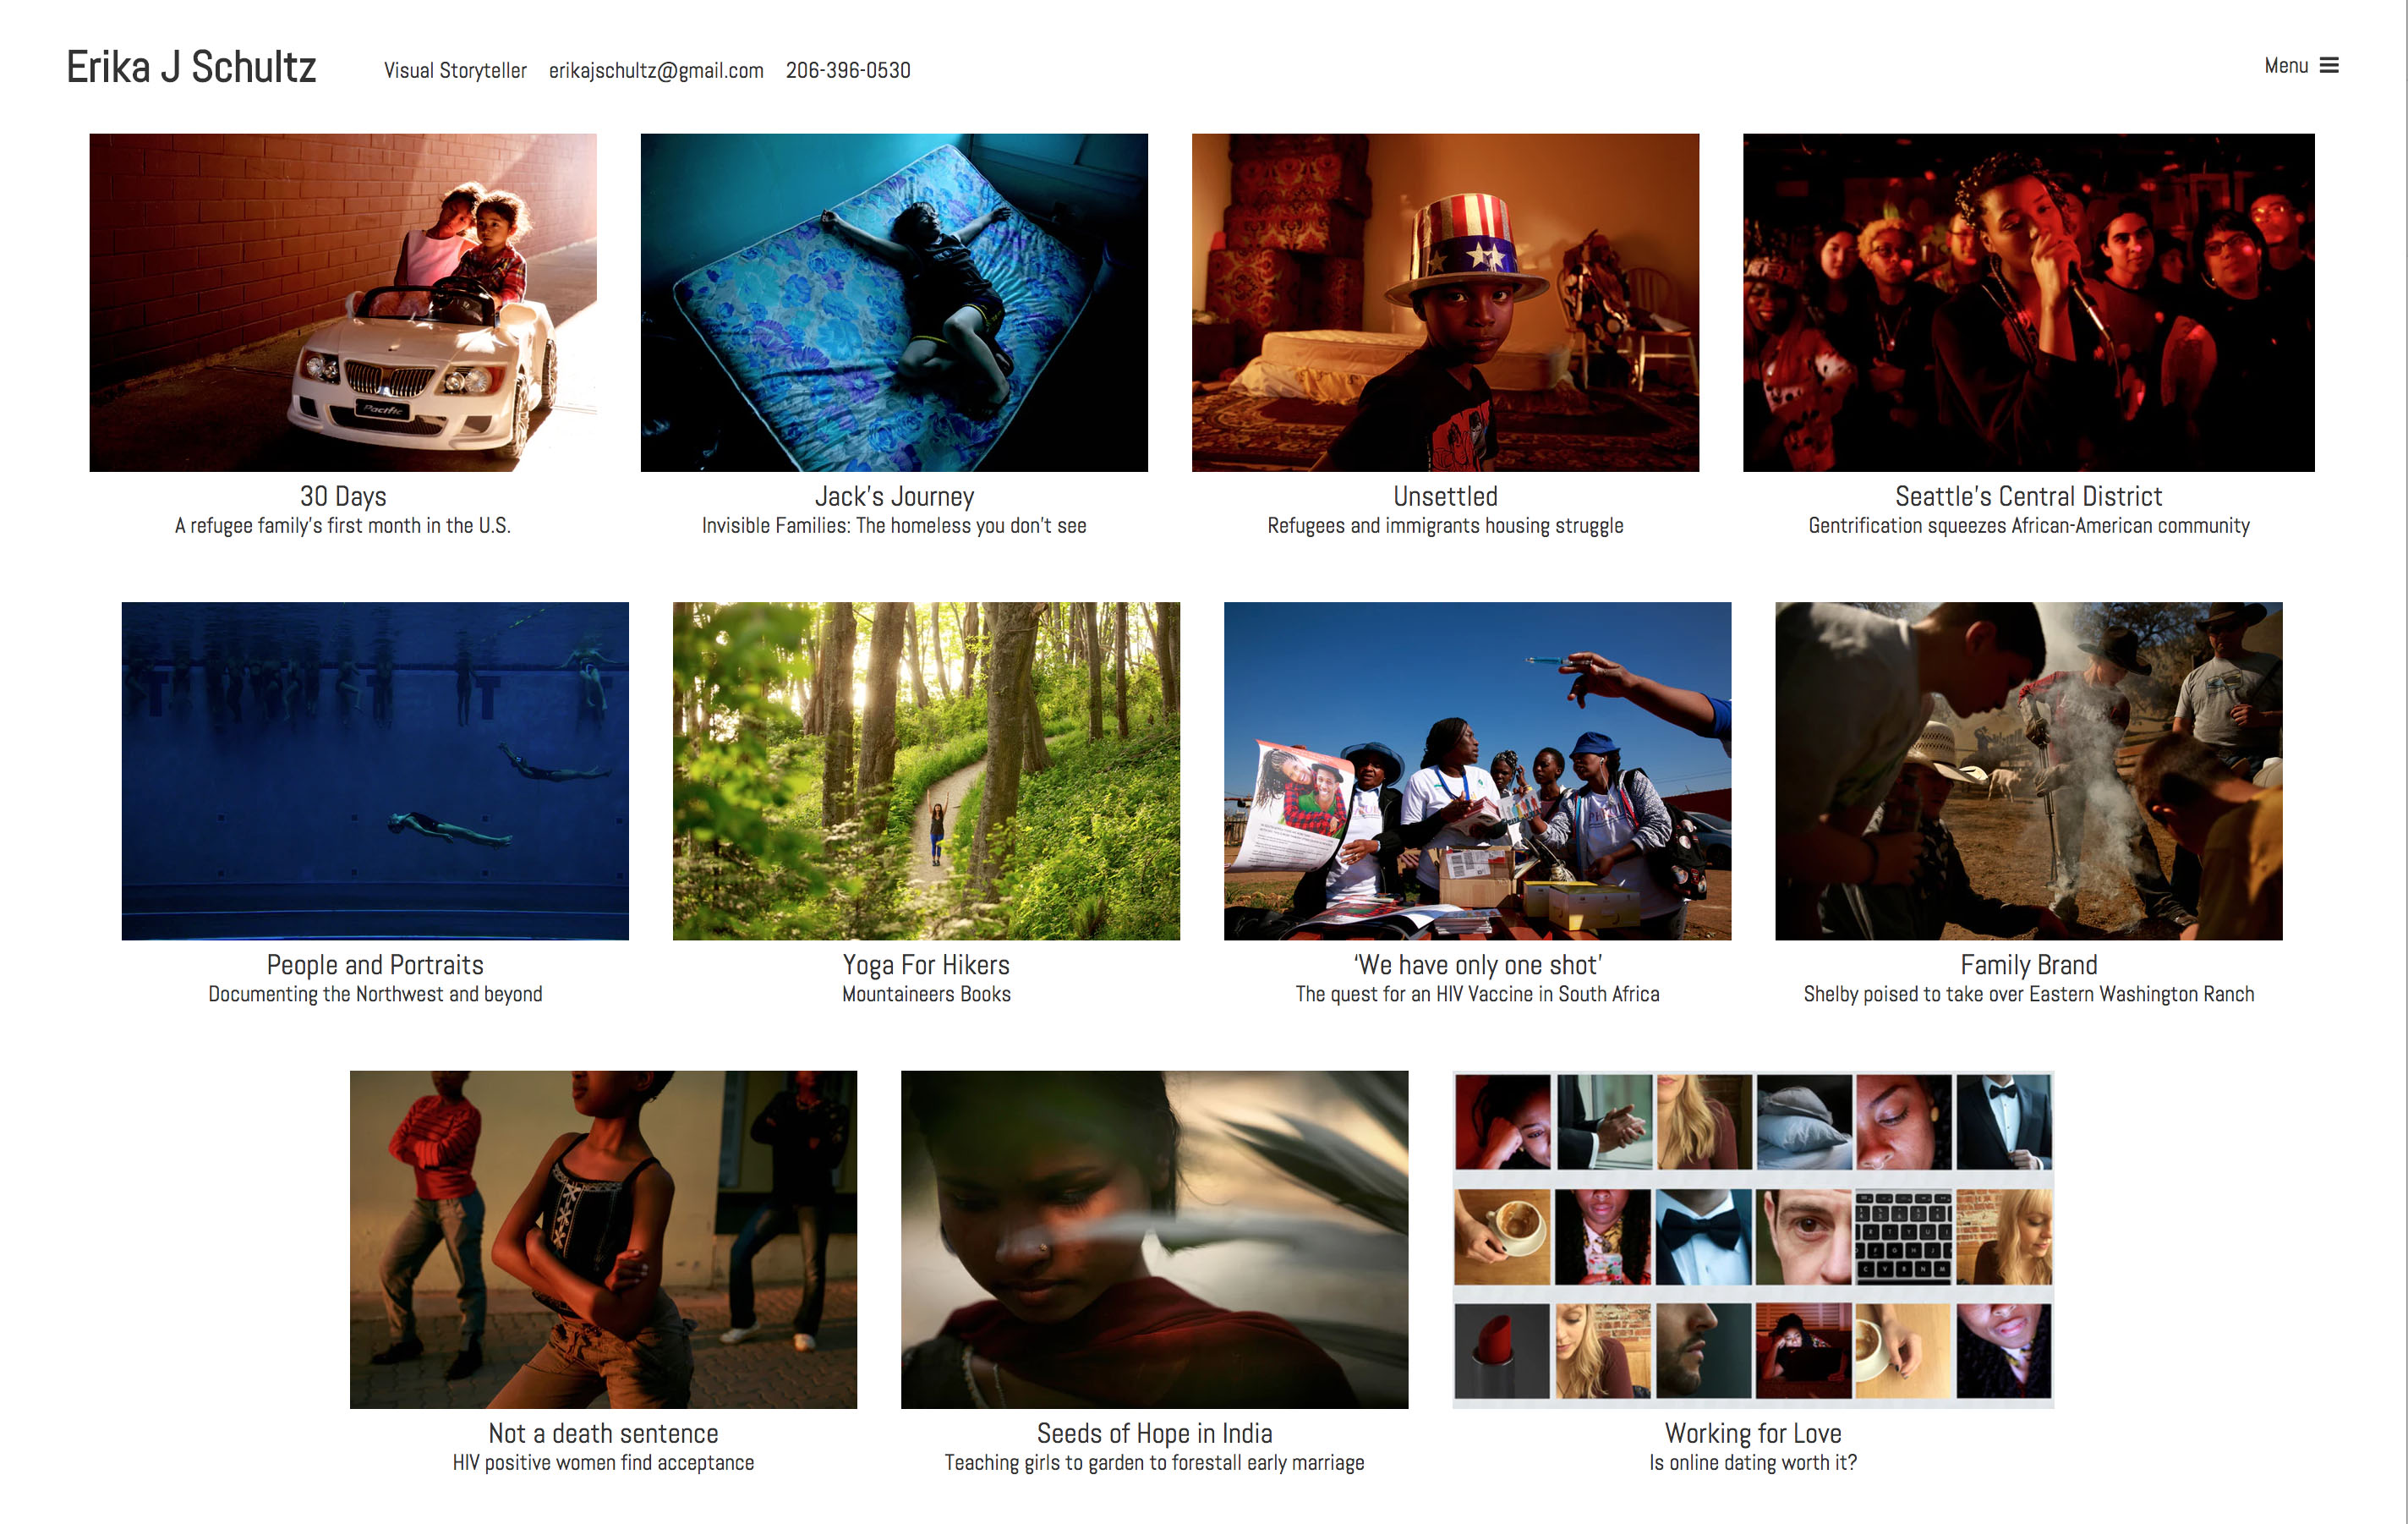 Erika J Schultz
Visual Storyteller erikajschultz@gmail.com 206-396-0530
Menu
Pacific
30 Days
A refugee family's first month in the U.S.
Jack's Journey
Invisible Families: The homeless you don't see
Unsettled
Refugees and immigrants housing struggle
Seattle's Central District
Gentrification squeezes African-American community
People and Portraits
Documenting the Northwest and beyond
Yoga For Hikers
Mountaineers Books
‘We have only one shot’
The quest for an HIV Vaccine in South Africa
Family Brand
Shelby poised to take over Eastern Washington Ranch
Not a death sentence
HIV positive women find acceptance
Seeds of Hope in India
Teaching girls to garden to forestall early marriage
Working for Love
Is online dating worth it?